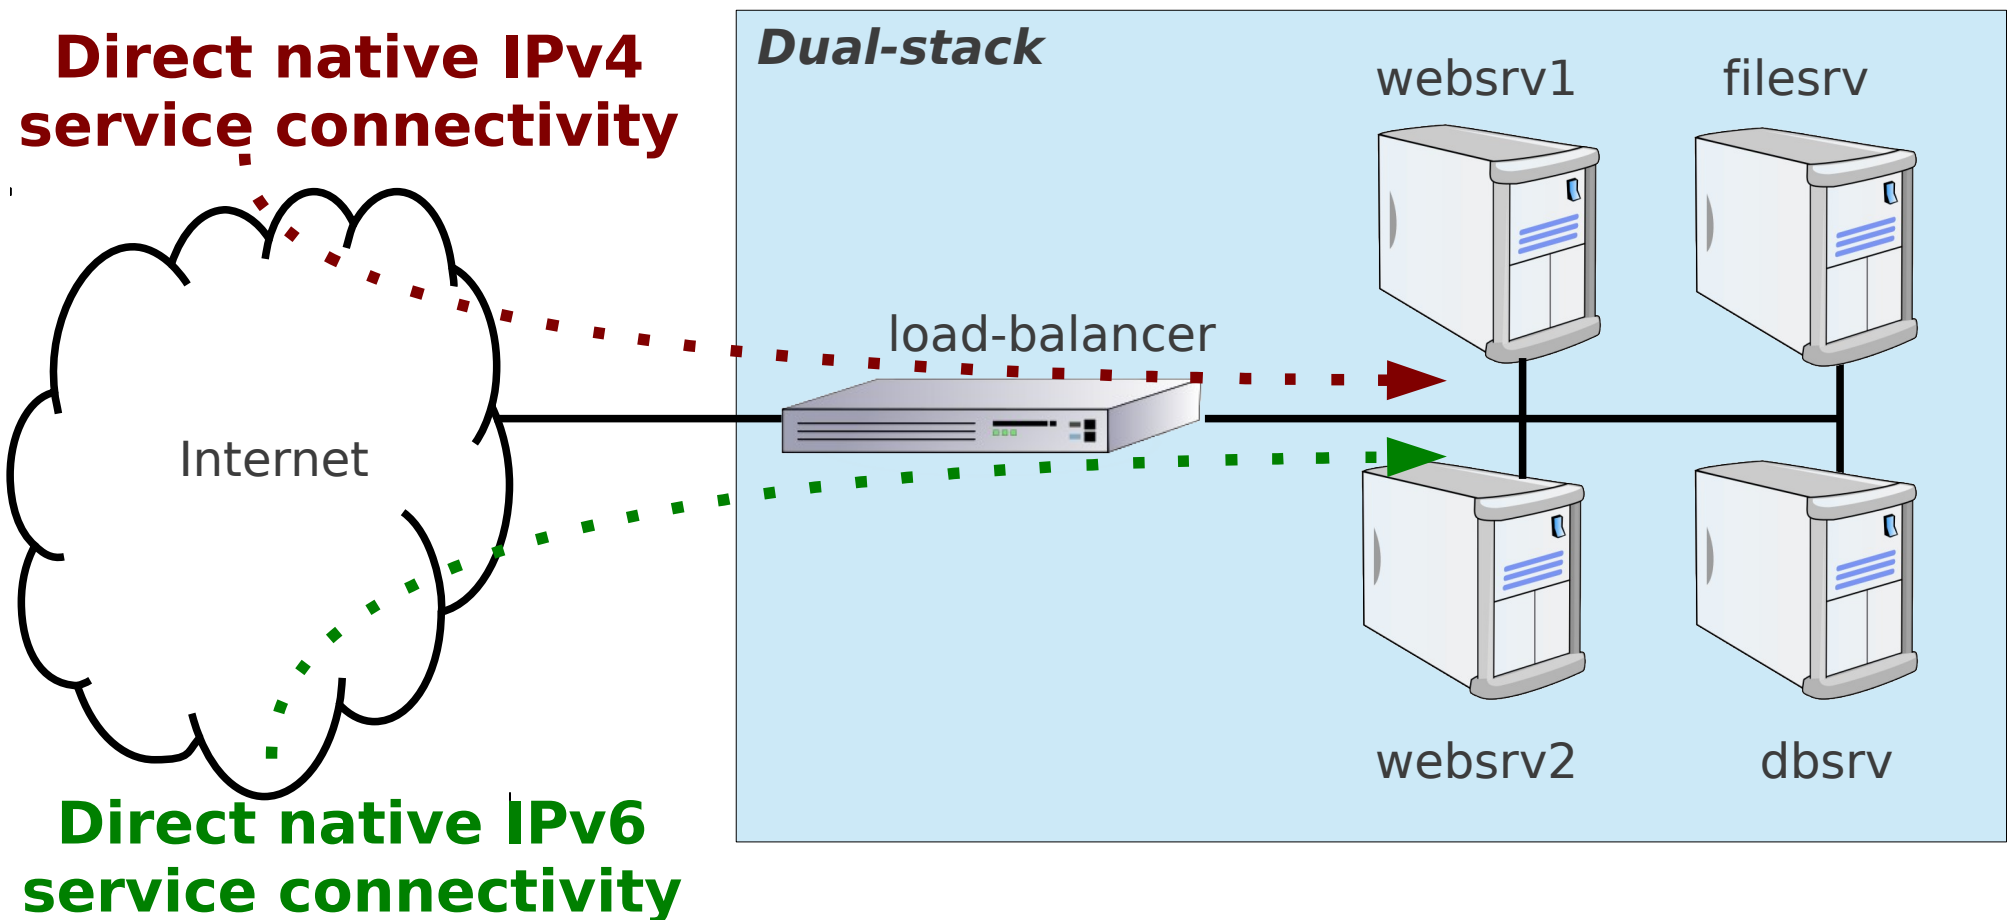 Direct native IPv4
service connectivity
Dual-stack
websrv1
filesrv
load-balancer
Internet
websrv2
dbsrv
Direct native IPv6
service connectivity